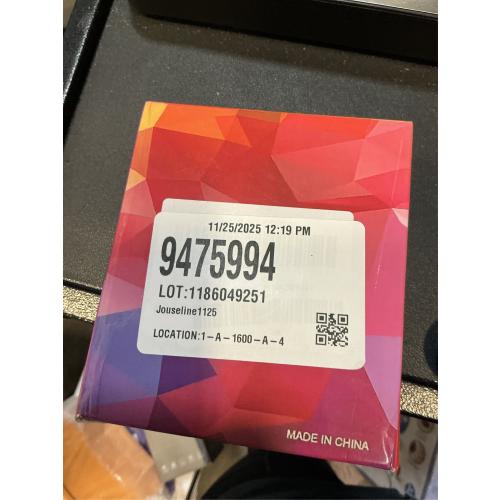 11/25/2025 12:19 PM
9475994
LOT:1186049251
Jouseline1125
LOCATION:1-A-1600-A-4
MADE IN CHINA